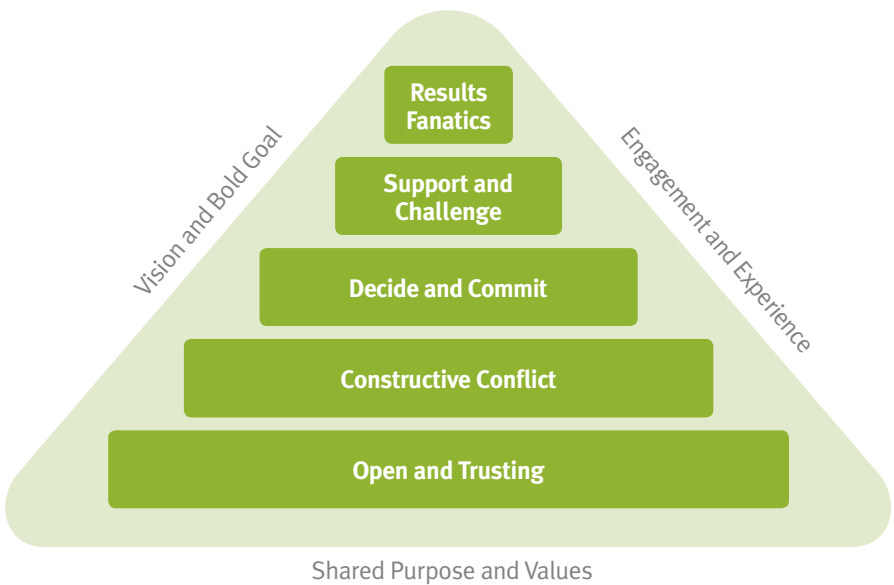 Results
Fanatics
Vision and Bold Goal
Engagement and Experience
Support and
Challenge
Decide and Commit
Constructive Conflict
Open and Trusting
Shared Purpose and Values